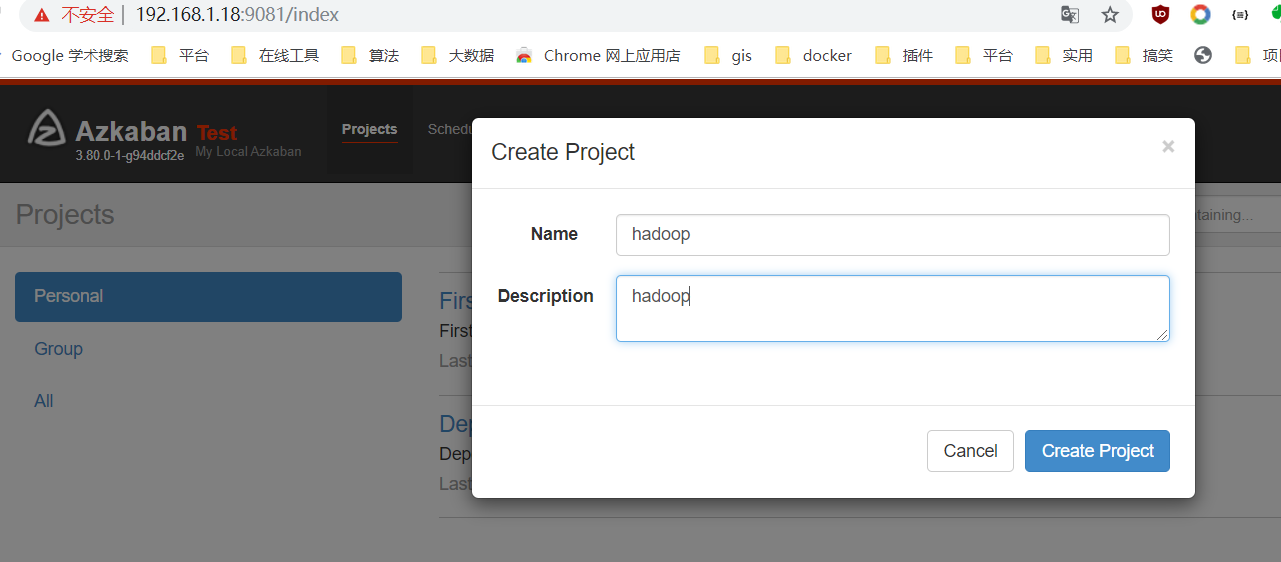 不安全 | 192.168.1.18:9081/index
Google 学术搜索 平台 在线工具 算法 大数据 Chrome 网上应用店 gis docker 插件 平台 实用 搞笑
Azkaban Test
3.80.0-1-g94ddcf2e My Local Azkaban
Projects Schedu
Create Project ×
Projects
taining...
Name hadoop
Description hadoop
Personal
Group
All
Firs
First
Last
Dep
Dep
Last
Cancel Create Project